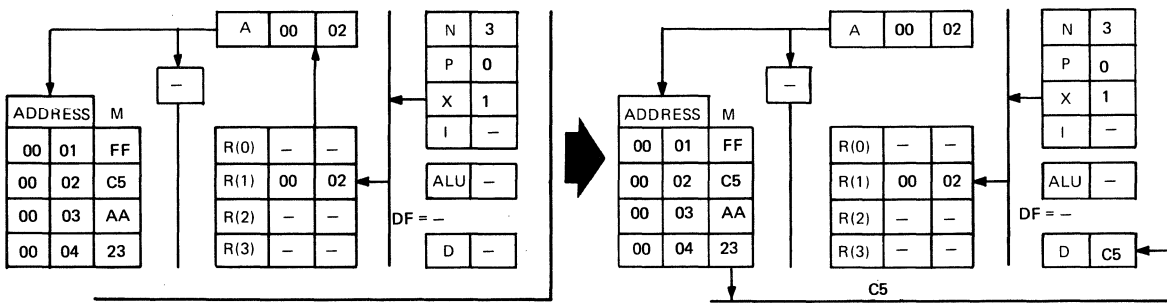 A 00 02
–
ADDRESS M
00 01 FF
00 02 C5
00 03 AA
00 04 23
R(0) – –
R(1) 00 02
R(2) – –
R(3) – –
N 3
P 0
X 1
I –
ALU –
DF = –
D –
A 00 02
–
ADDRESS M
00 01 FF
00 02 C5
00 03 AA
00 04 23
R(0) – –
R(1) 00 02
R(2) – –
R(3) – –
N 3
P 0
X 1
I –
ALU –
DF = –
D C5
C5